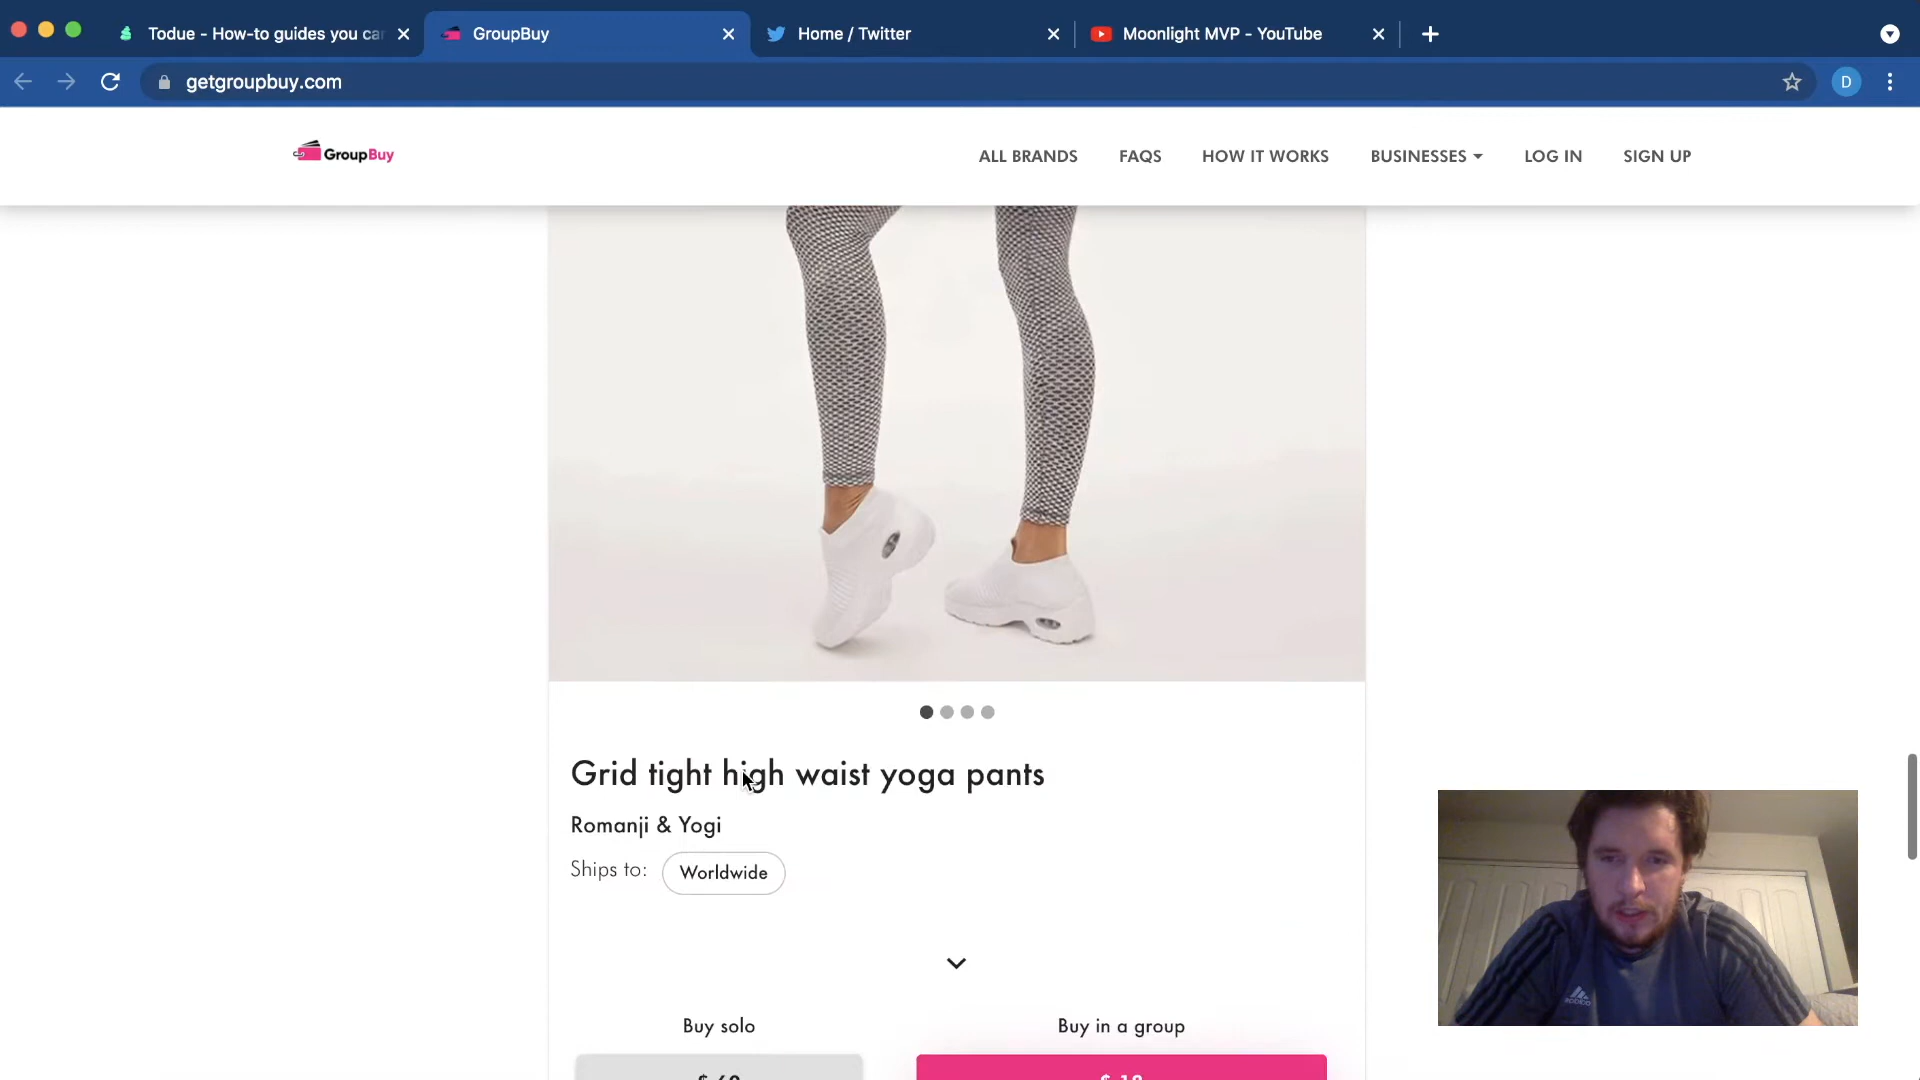 Todue - How-to guides you ca
GroupBuy
Home / Twitter
Moonlight MVP - YouTube
getgroupbuy.com
D
GroupBuy
ALL BRANDS
FAQS
HOW IT WORKS
BUSINESSES
LOG IN
SIGN UP
Grid tight high waist yoga pants
Romanji & Yogi
Ships to:
Worldwide
Buy solo
Buy in a group